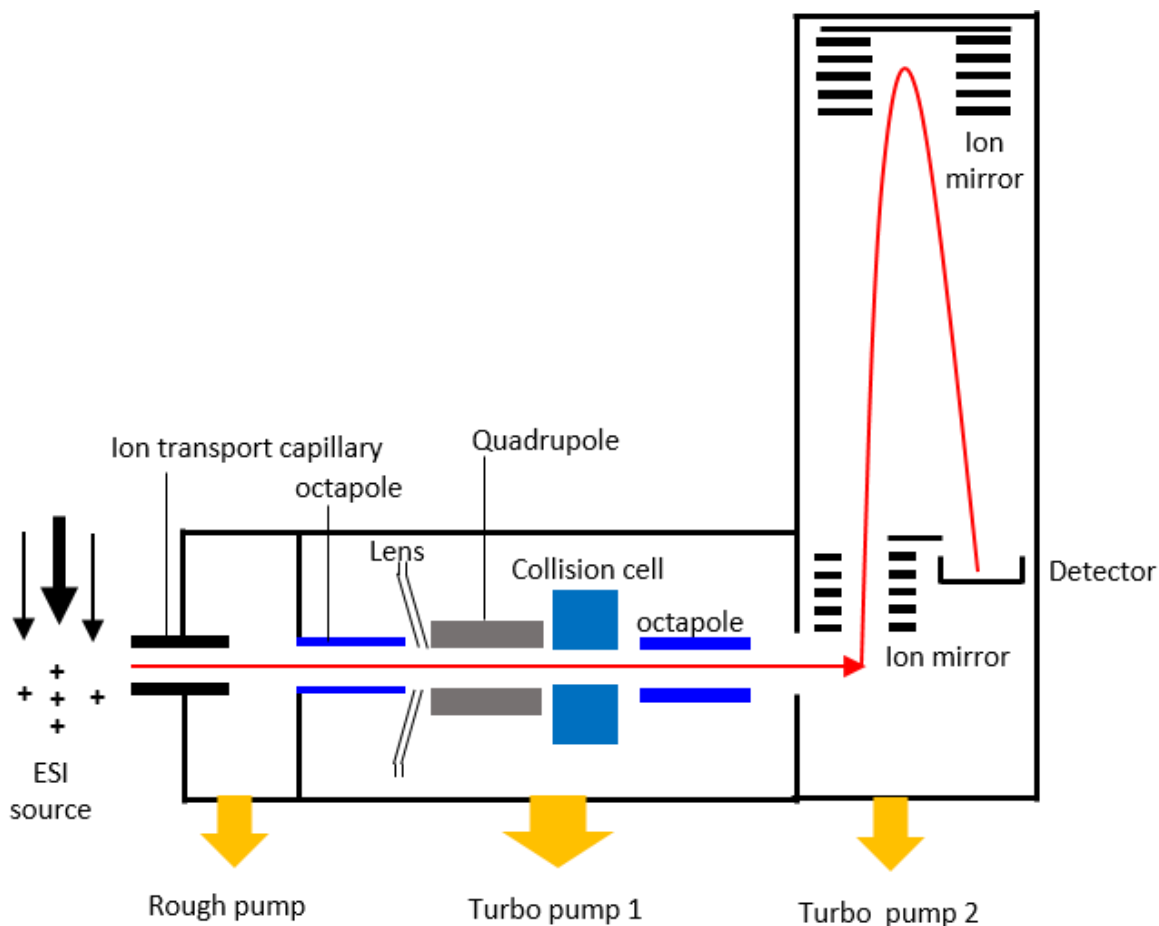 Ion
mirror
Ion transport capillary
Quadrupole
octapole
Lens
Collision cell
octapole
Detector
Ion mirror
ESI
source
Rough pump
Turbo pump 1
Turbo pump 2